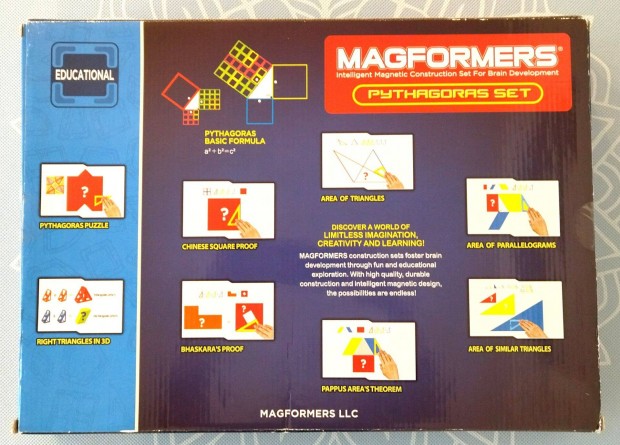 EDUCATIONAL
MAGFORMERS®
Intelligent Magnetic Construction Set For Brain Development
PYTHAGORAS SET
PYTHAGORAS
BASIC FORMULA
a² + b² = c²
AREA OF TRIANGLES
?
PYTHAGORAS PUZZLE
?
CHINESE SQUARE PROOF
?
AREA OF PARALLELOGRAMS
?
DISCOVER A WORLD OF
LIMITLESS IMAGINATION,
CREATIVITY AND LEARNING!
MAGFORMERS construction sets foster brain
development through fun and educational
exploration. With high quality, durable
construction and intelligent magnetic design,
the possibilities are endless!
RIGHT TRIANGLES IN 3D
?
BHASKARA'S PROOF
? ?
PAPPUS AREA'S THEOREM
?
AREA OF SIMILAR TRIANGLES
? ?
MAGFORMERS LLC